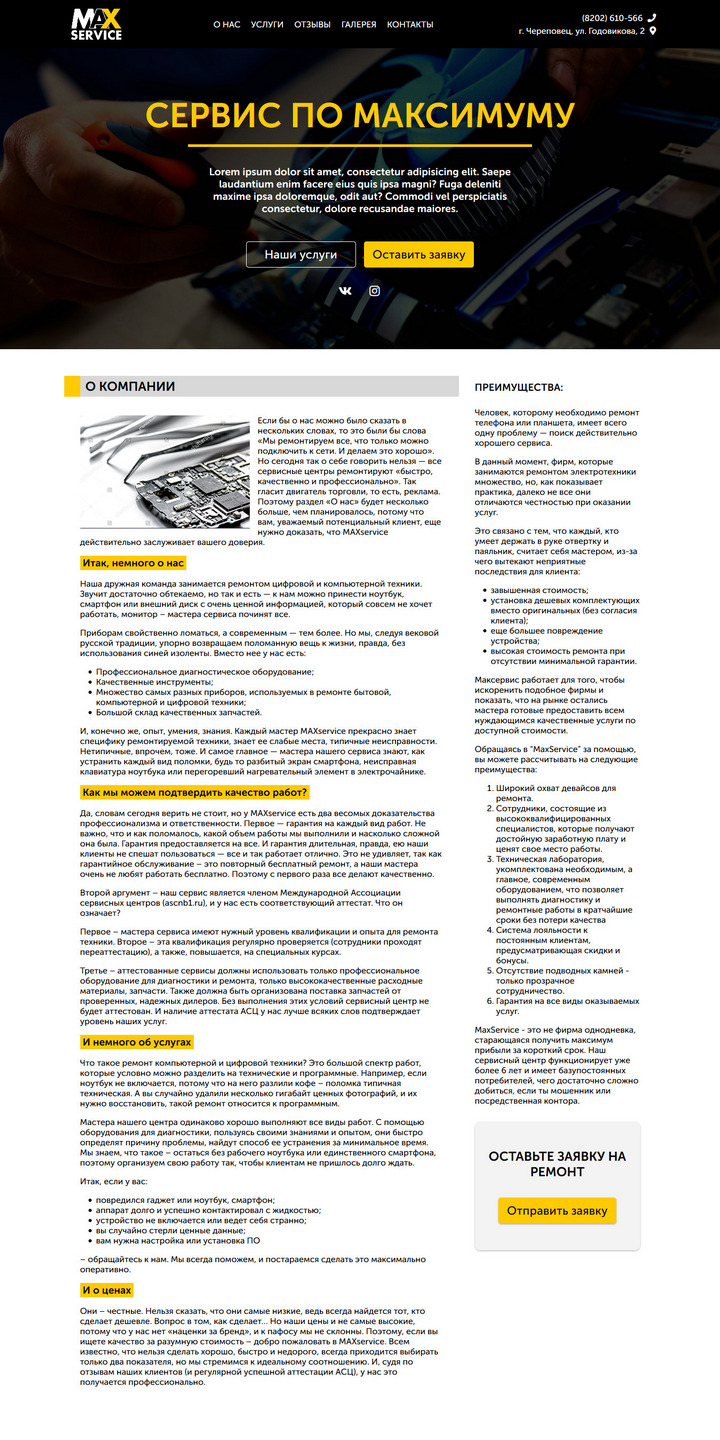 MAX
SERVICE
О НАС УСЛУГИ ОТЗЫВЫ ГАЛЕРЕЯ КОНТАКТЫ
(8202) 610-566
г. Череповец, ул. Годовикова, 2
СЕРВИС ПО МАКСИМУМУ
Lorem ipsum dolor sit amet, consectetur adipisicing elit. Saepe
laudantium enim facere eius quis ipsa magni? Fuga deleniti
maxime ipsa doloremque, odit aut? Commodi vel perspiciatis
consectetur, dolore recusandae maiores.
Наши услуги Оставить заявку
О КОМПАНИИ
Если бы о нас можно было сказать в
нескольких словах, то это были бы слова
«Мы ремонтируем все, что только можно
подключить к сети. И делаем это хорошо».
Но сегодня так о себе говорить нельзя — все
сервисные центры ремонтируют «быстро,
качественно и профессионально». Так
гласит двигатель торговли, то есть, реклама.
Поэтому раздел «О нас» будет несколько
больше, чем планировалось, потому что
вам, уважаемый потенциальный клиент, еще
нужно доказать, что MAXservice
действительно заслуживает вашего доверия.
Итак, немного о нас
Наша дружная команда занимается ремонтом цифровой и компьютерной техники.
Звучит достаточно обтекаемо, но так и есть — к нам можно принести ноутбук,
смартфон или внешний диск с очень ценной информацией, который совсем не хочет
работать, монитор – мастера сервиса починят все.
Приборам свойственно ломаться, а современным — тем более. Но мы, следуя вековой
русской традиции, упорно возвращаем поломанную вещь к жизни, правда, без
использования синей изоленты. Вместо нее у нас есть:
• Профессиональное диагностическое оборудование;
• Качественные инструменты;
• Множество самых разных приборов, используемых в ремонте бытовой,
компьютерной и цифровой техники;
• Большой склад качественных запчастей.
И, конечно же, опыт, умения, знания. Каждый мастер MAXservice прекрасно знает
специфику ремонтируемой техники, знает ее слабые места, типичные неисправности.
Нетипичные, впрочем, тоже. И самое главное — мастера нашего сервиса знают, как
устранить каждый вид поломки, будь то разбитый экран смартфона, неисправная
клавиатура ноутбука или перегоревший нагревательный элемент в электрочайнике.
Как мы можем подтвердить качество работ?
Да, словам сегодня верить не стоит, но у MAXservice есть два весомых доказательства
профессионализма и ответственности. Первое — гарантия на каждый вид работ. Не
важно, что и как поломалось, какой объем работы мы выполнили и насколько сложной
она была. Гарантия предоставляется на все. И гарантия длительная, правда, ею наши
клиенты не спешат пользоваться — все и так работает отлично. Это не удивляет, так как
гарантийное обслуживание – это повторный бесплатный ремонт, а наши мастера
очень не любят работать бесплатно. Поэтому с первого раза все делают качественно.
Второй аргумент – наш сервис является членом Международной Ассоциации
сервисных центров (ascnb1.ru), и у нас есть соответствующий аттестат. Что он
означает?
Первое – мастера сервиса имеют нужный уровень квалификации и опыта для ремонта
техники. Второе – эта квалификация регулярно проверяется (сотрудники проходят
переаттестацию), а также, повышается, на специальных курсах.
Третье – аттестованные сервисы должны использовать только профессиональное
оборудование для диагностики и ремонта, только высококачественные расходные
материалы, запчасти. Также должна быть организована поставка запчастей от
проверенных, надежных дилеров. Без выполнения этих условий сервисный центр не
будет аттестован. И наличие аттестата АСЦ у нас лучше всяких слов подтверждает
уровень наших услуг.
И немного об услугах
Что такое ремонт компьютерной и цифровой техники? Это большой спектр работ,
которые условно можно разделить на технические и программные. Например, если
ноутбук не включается, потому что на него разлили кофе – поломка типичная
техническая. А вы случайно удалили несколько гигабайт ценных фотографий, и их
нужно восстановить, такой ремонт относится к программным.
Мастера нашего центра одинаково хорошо выполняют все виды работ. С помощью
оборудования для диагностики, пользуясь своими знаниями и опытом, они быстро
определят причину проблемы, найдут способ ее устранения за минимальное время.
Мы знаем, что такое – остаться без рабочего ноутбука или единственного смартфона,
поэтому организуем свою работу так, чтобы клиентам не пришлось долго ждать.
Итак, если у вас:
• повредился гаджет или ноутбук, смартфон;
• аппарат долго и успешно контактировал с жидкостью;
• устройство не включается или ведет себя странно;
• вы случайно стерли ценные данные;
• вам нужна настройка или установка ПО
– обращайтесь к нам. Мы всегда поможем, и постараемся сделать это максимально
оперативно.
И о ценах
Они – честные. Нельзя сказать, что они самые низкие, ведь всегда найдется тот, кто
сделает дешевле. Вопрос в том, как сделает... Но наши цены и не самые высокие,
потому что у нас нет «наценки за бренд», и к пафосу мы не склонны. Поэтому, если вы
ищете качество за разумную стоимость – добро пожаловать в MAXservice. Всем
известно, что нельзя сделать хорошо, быстро и недорого, всегда приходится выбирать
только два показателя, но мы стремимся к идеальному соотношению. И, судя по
отзывам наших клиентов (и регулярной успешной аттестации АСЦ), у нас это
получается профессионально.
ПРЕИМУЩЕСТВА:
Человек, которому необходимо ремонт
телефона или планшета, имеет всего
одну проблему — поиск действительно
хорошего сервиса.
В данный момент, фирм, которые
занимаются ремонтом электротехники
множество, но, как показывает
практика, далеко не все они
отличаются честностью при оказании
услуг.
Это связано с тем, что каждый, кто
умеет держать в руке отвертку и
паяльник, считает себя мастером, из-за
чего вытекают неприятные
последствия для клиента:
• завышенная стоимость;
• установка дешевых комплектующих
вместо оригинальных (без согласия
клиента);
• еще большее повреждение
устройства;
• высокая стоимость ремонта при
отсутствии минимальной гарантии.
Максервис работает для того, чтобы
искоренить подобное фирмы и
показать, что на рынке остались
мастера готовые предоставить всем
нуждающимся качественные услуги по
доступной стоимости.
Обращаясь в “MaxService” за помощью,
вы можете рассчитывать на следующие
преимущества:
1. Широкий охват девайсов для
ремонта.
2. Сотрудники, состоящие из
высококвалифицированных
специалистов, которые получают
достойную заработную плату и
ценят свое место работы.
3. Техническая лаборатория,
укомплектована необходимым, а
главное, современным
оборудованием, что позволяет
выполнять диагностику и
ремонтные работы в кратчайшие
сроки без потери качества
4. Система лояльности к
постоянным клиентам,
предусматривающая скидки и
бонусы.
5. Отсутствие подводных камней -
только прозрачное
сотрудничество.
6. Гарантия на все виды оказываемых
услуг.
MaxService - это не фирма однодневка,
старающаяся получить максимум
прибыли за короткий срок. Наш
сервисный центр функционирует уже
более 6 лет и имеет безупостоянных
потребителей, чего достаточно сложно
добиться, если ты мошенник или
посредственная контора.
ОСТАВЬТЕ ЗАЯВКУ НА
РЕМОНТ
Отправить заявку